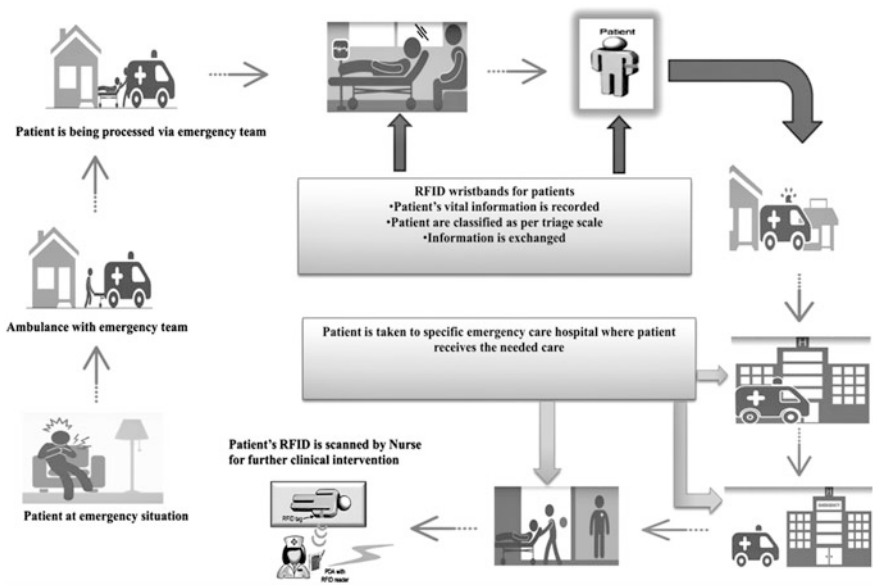 Patient
Patient is being processed via emergency team
RFID wristbands for patients
•Patient's vital information is recorded
•Patient are classified as per triage scale
•Information is exchanged
Ambulance with emergency team
Patient is taken to specific emergency care hospital where patient
receives the needed care
H
Patient's RFID is scanned by Nurse
for further clinical intervention
EMERGENCY
RFID tag
Patient at emergency situation
PDA with
RFID reader